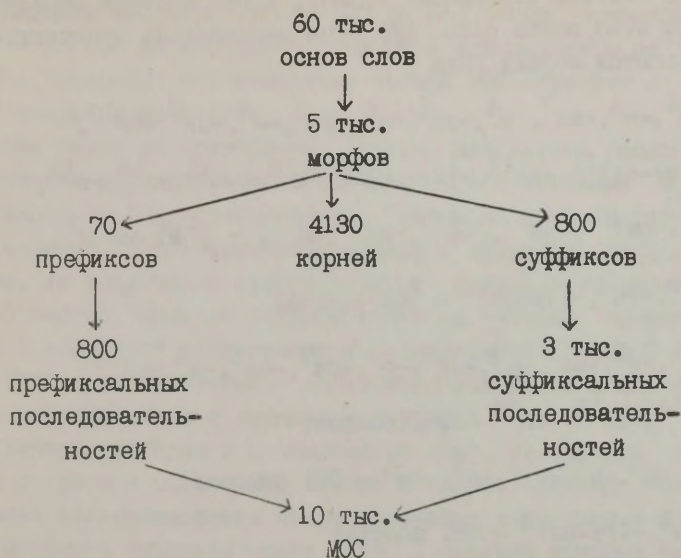 60 тыс.
основ слов
5 тыс.
морфов
70
префиксов
4130
корней
800
суффиксов
800
префиксальных
последователь-
ностей
3 тыс.
суффиксальных
последователь-
ностей
10 тыс.
МОС